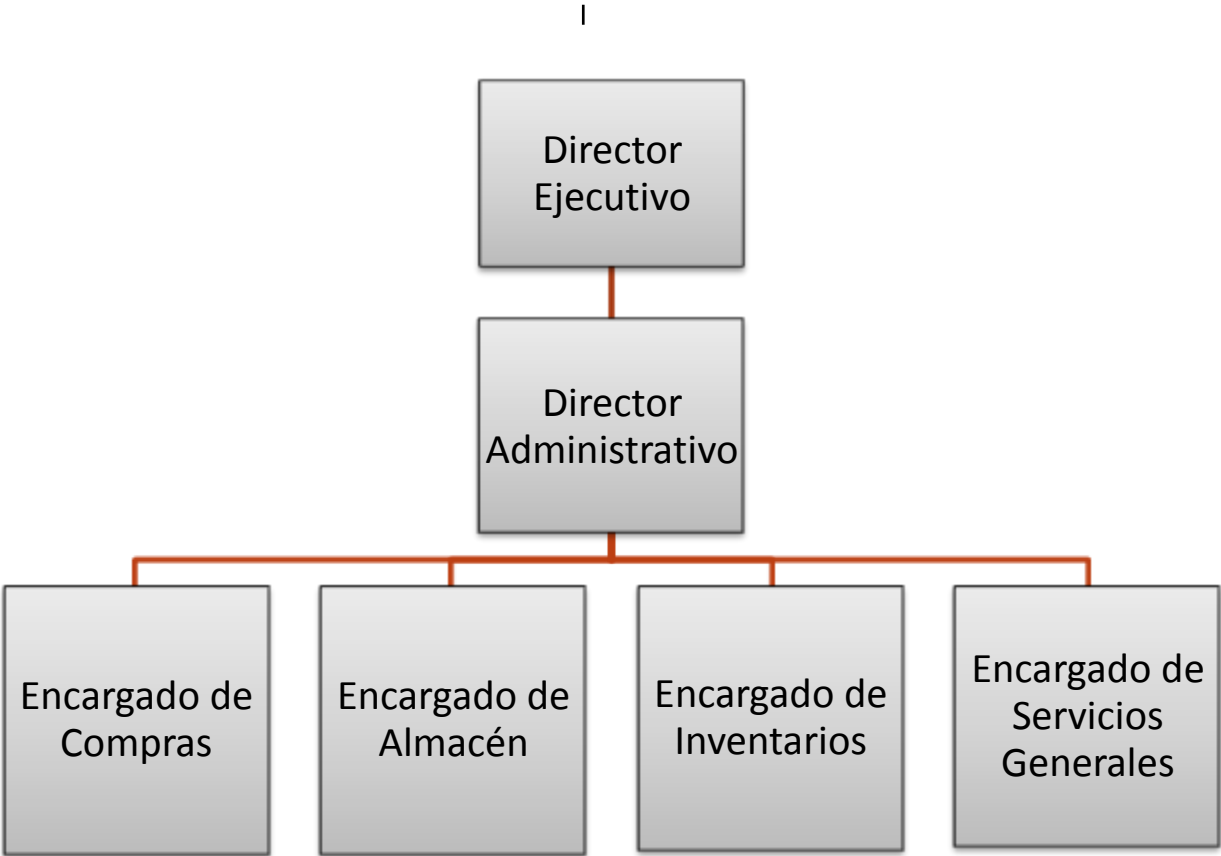 I
Director
Ejecutivo
Director
Administrativo
Encargado de
Compras
Encargado de
Almacén
Encargado de
Inventarios
Encargado de
Servicios
Generales